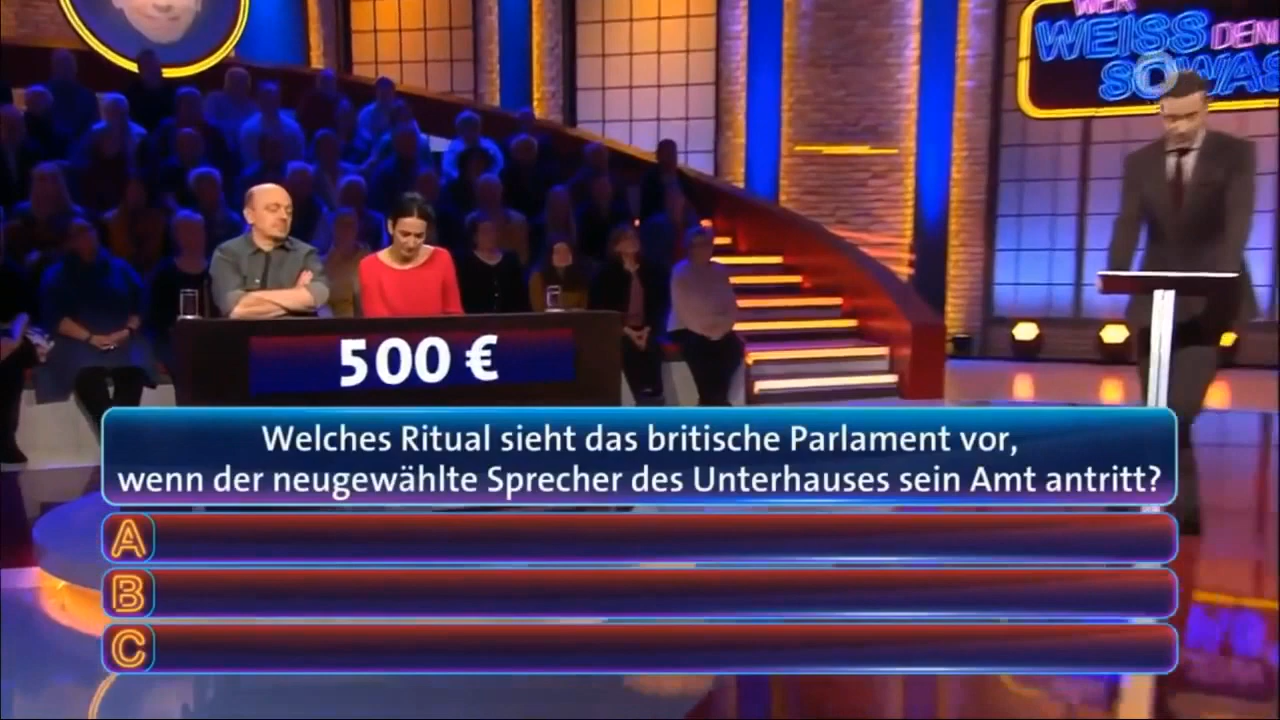 WER
WEISS DENN
SOWAS
500 €
Welches Ritual sieht das britische Parlament vor,
wenn der neugewählte Sprecher des Unterhauses sein Amt antritt?
A
B
C